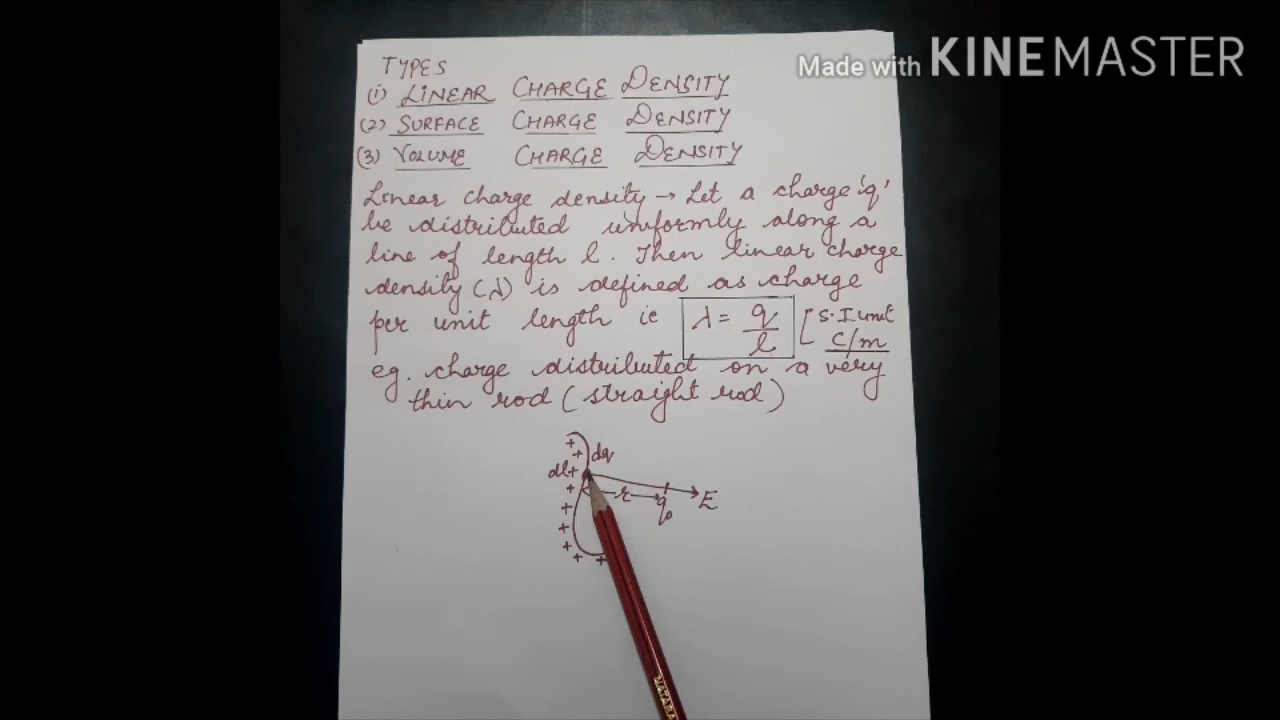 Made with KINEMASTER
TYPES
(1) LINEAR CHARGE DENSITY
(2) SURFACE CHARGE DENSITY
(3) VOLUME CHARGE DENSITY
Linear charge density → Let a charge 'q'
be distributed uniformly along a
line of length l. Then linear charge
density (λ) is defined as charge
per unit length ie λ = q/l [S.I unit
C/m
eg. charge distributed on a very
thin rod (straight rod)
+
+ dq
dl +
+ r
+ q₀ E
+
+
+ +